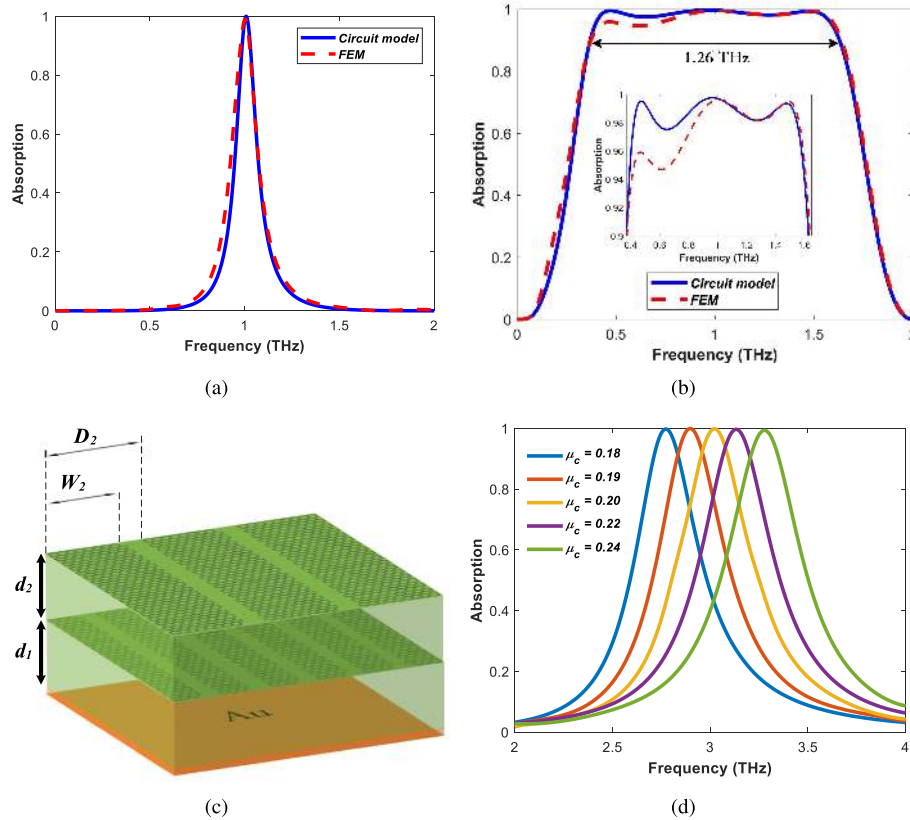 1
0.8
0.6
0.4
0.2
0
Absorption
Circuit model
FEM
0 0.5 1 1.5 2
Frequency (THz)
(a)
1
0.8
0.6
0.4
0.2
0
Absorption
1.26 THz
1
0.98
0.96
0.94
0.92
0.9
Absorption
0.4 0.6 0.8 1 1.2 1.4 1.6
Frequency (THz)
Circuit model
FEM
0 0.5 1 1.5
Frequency (THz)
(b)
D2
W2
d2
d1
Au
(c)
1
0.8
0.6
0.4
0.2
0
Absorption
μc = 0.18
μc = 0.19
μc = 0.20
μc = 0.22
μc = 0.24
2 2.5 3 3.5 4
Frequency (THz)
(d)